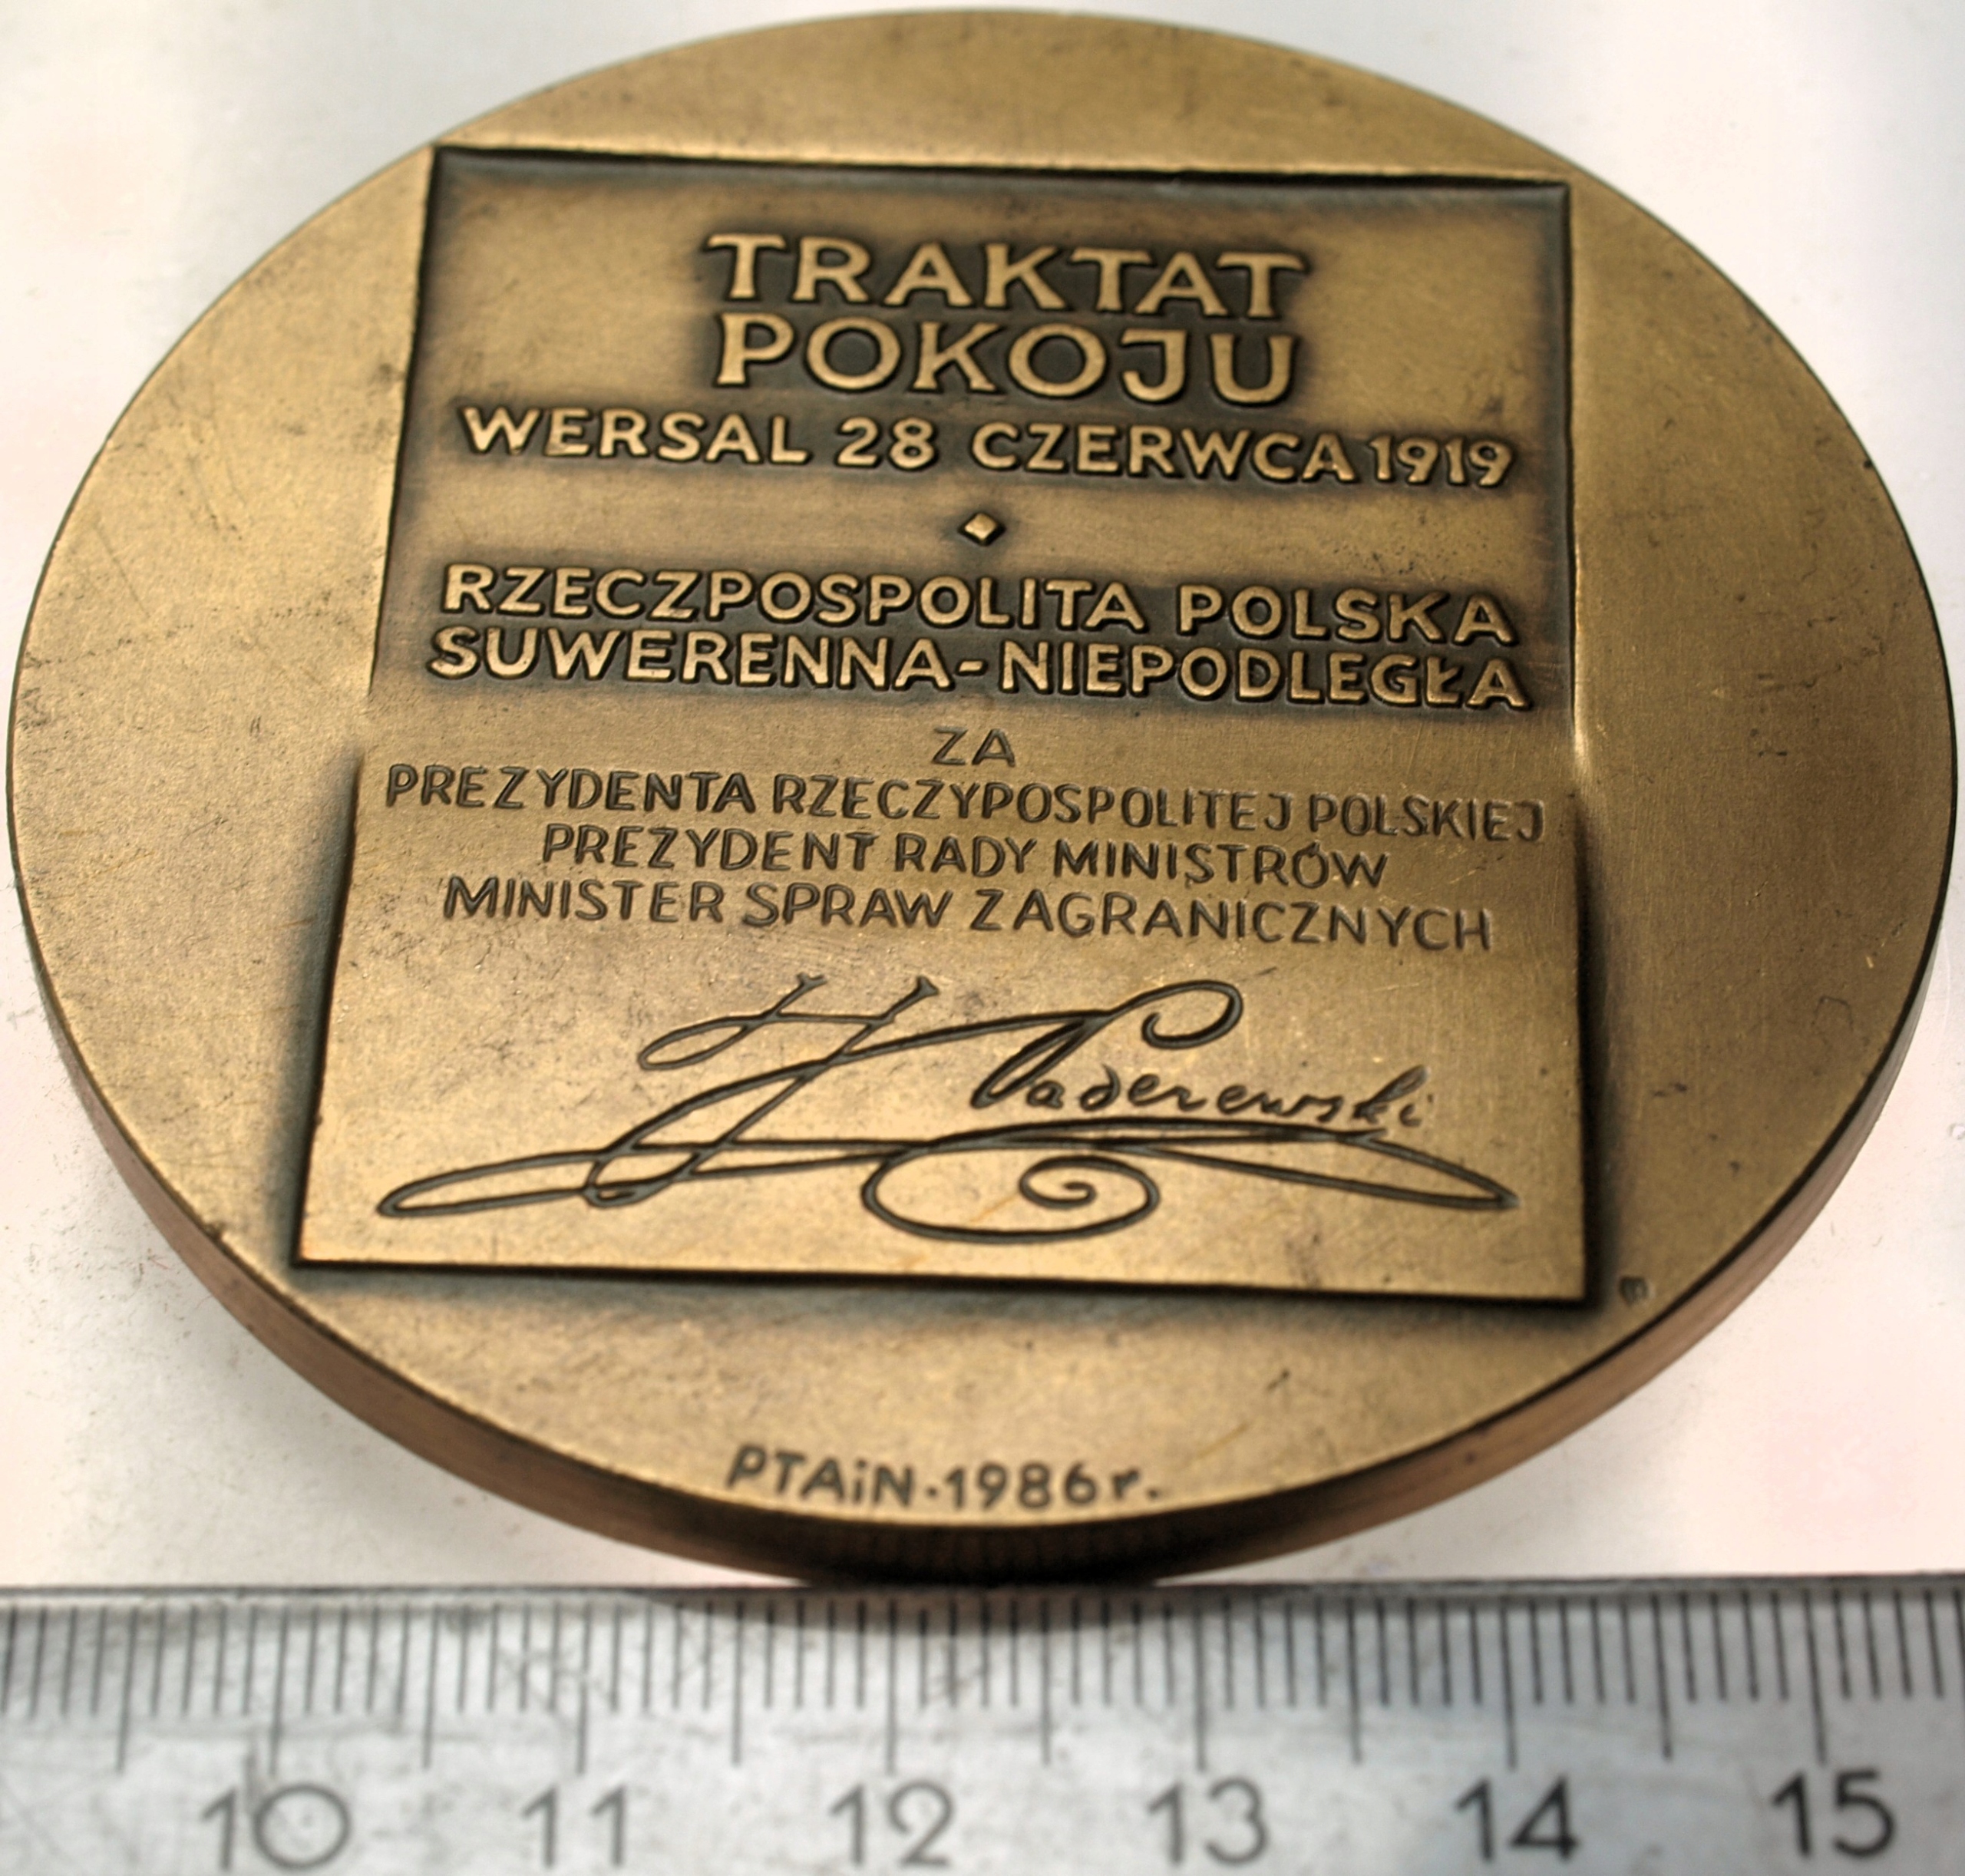 TRAKTAT
POKOJU
WERSAL 28 CZERWCA 1919
RZECZPOSPOLITA POLSKA
SUWERENNA-NIEPODLEGŁA
ZA
PREZYDENTA RZECZYPOSPOLITEJ POLSKIEJ
PREZYDENT RADY MINISTRÓW
MINISTER SPRAW ZAGRANICZNYCH
Paderewski
PTAiN·1986r.
10 11 12 13 14 15